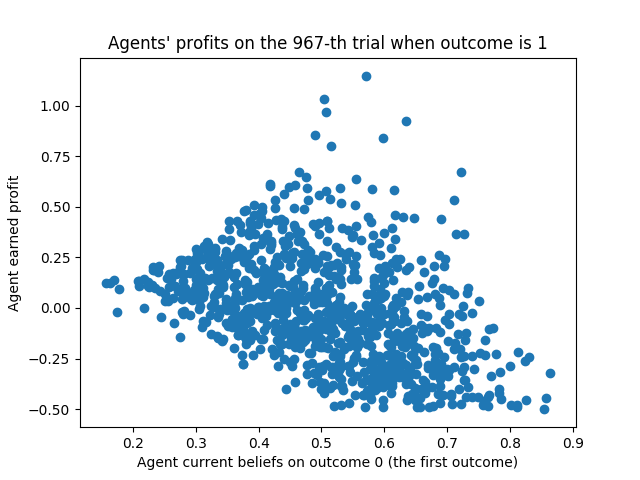 Agents' profits on the 967-th trial when outcome is 1
Agent earned profit
1.00
0.75
0.50
0.25
0.00
−0.25
−0.50
0.2 0.3 0.4 0.5 0.6 0.7 0.8 0.9
Agent current beliefs on outcome 0 (the first outcome)